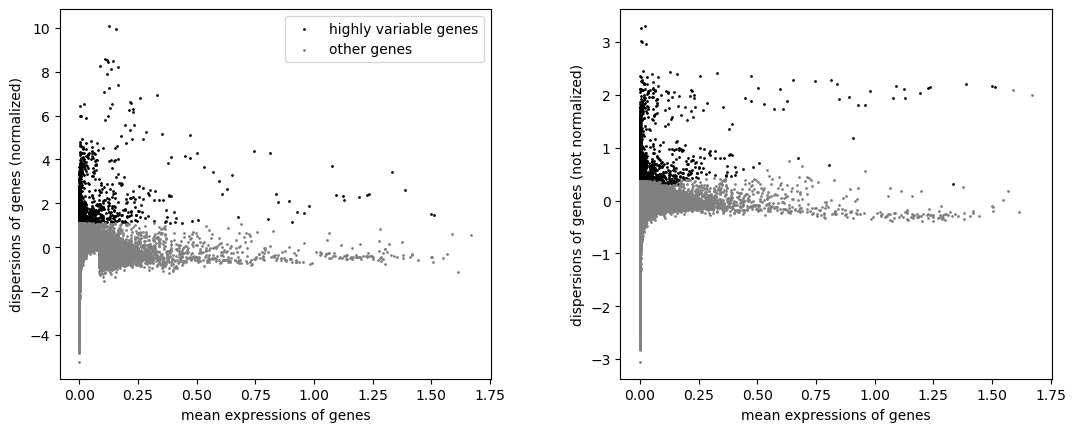 dispersions of genes (normalized)
10
8
6
4
2
0
−2
−4
highly variable genes
other genes
0.00 0.25 0.50 0.75 1.00 1.25 1.50 1.75
mean expressions of genes
dispersions of genes (not normalized)
3
2
1
0
−1
−2
−3
0.00 0.25 0.50 0.75 1.00 1.25 1.50 1.75
mean expressions of genes